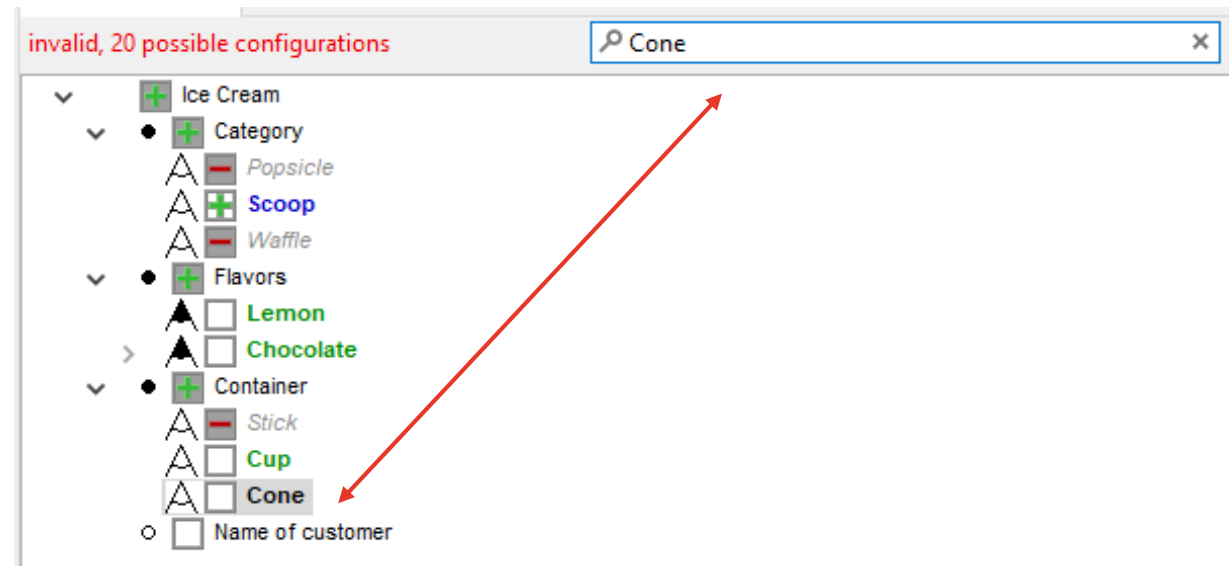 invalid, 20 possible configurations
Cone
Ice Cream
Category
Popsicle
Scoop
Waffle
Flavors
Lemon
Chocolate
Container
Stick
Cup
Cone
Name of customer